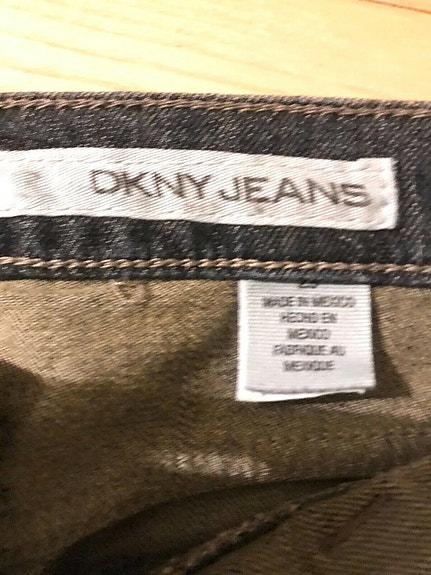 DKNY JEANS
MADE IN MEXICO
HECHO EN
MEXICO
FABRIQUE AU
MEXIQUE